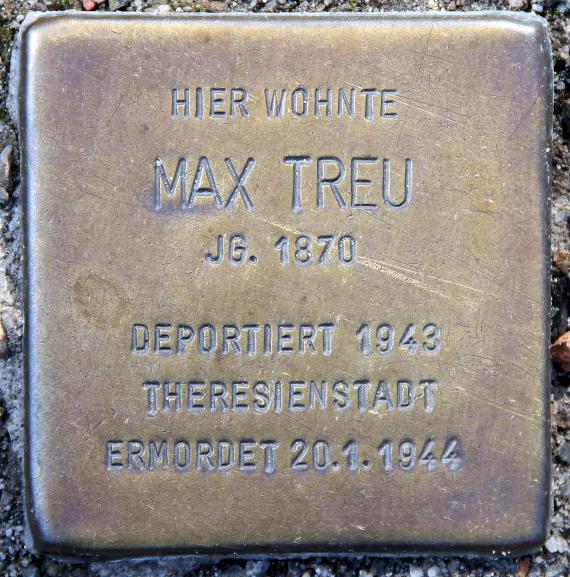 HIER WOHNTE
MAX TREU
JG. 1870
DEPORTIERT 1943
THERESIENSTADT
ERMORDET 20.1.1944